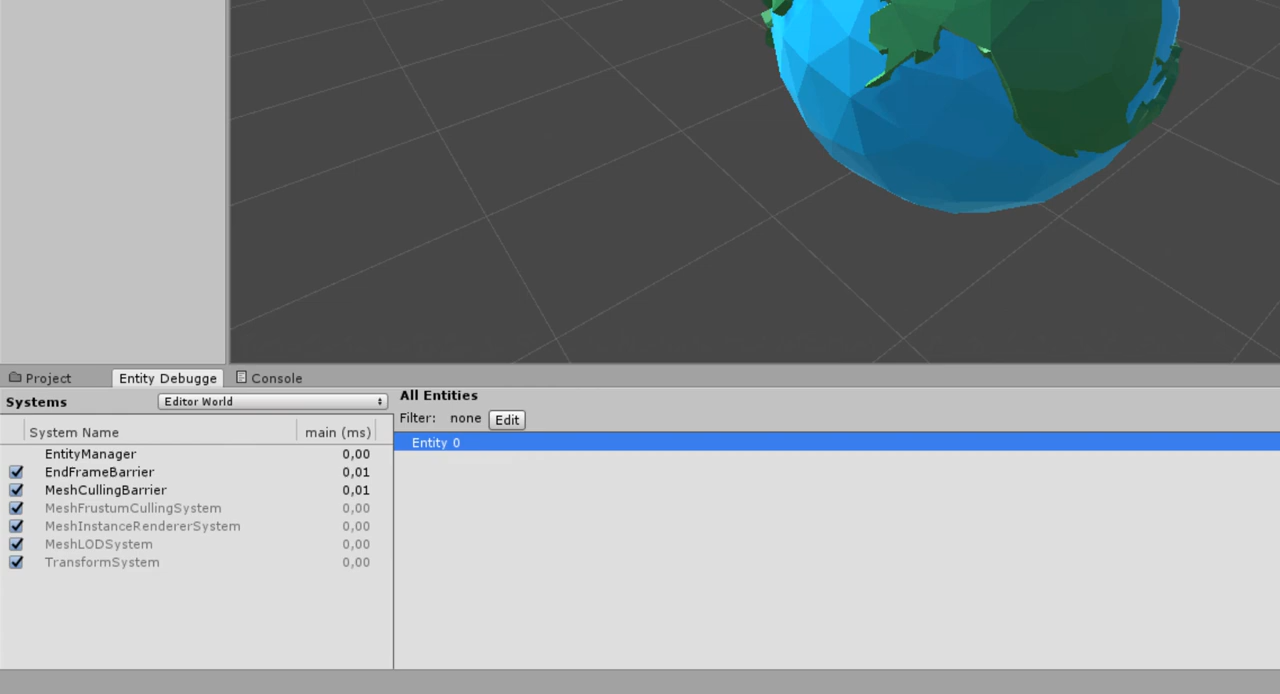 Project Entity Debugge Console
Systems Editor World
System Name main (ms)
EntityManager 0,00
EndFrameBarrier 0,01
MeshCullingBarrier 0,01
MeshFrustumCullingSystem 0,00
MeshInstanceRendererSystem 0,00
MeshLODSystem 0,00
TransformSystem 0,00
All Entities
Filter: none Edit
Entity 0